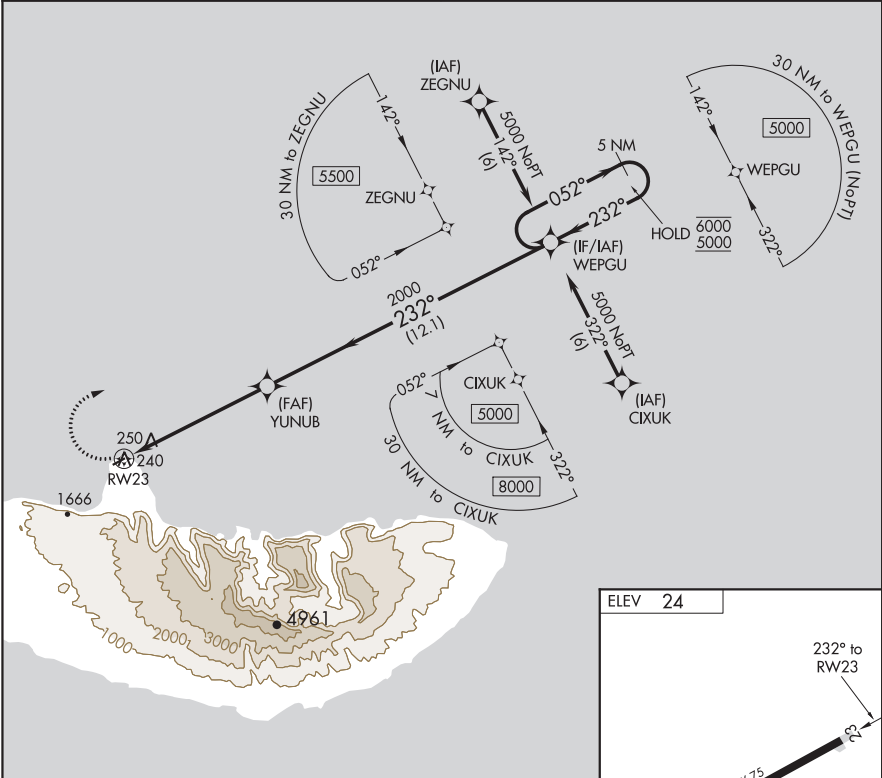 (IAF)
ZEGNU
5000 NoPT
142°
(6)
30 NM to ZEGNU
142°
5500
ZEGNU
052°
30 NM to WEPGU (NoPT)
142°
5000
WEPGU
322°
5 NM
052°
232°
HOLD
6000
5000
(IF/IAF)
WEPGU
2000
232°
(12.1)
5000 NoPT
322°
(6)
(IAF)
CIXUK
052°
CIXUK
5000
7 NM to CIXUK
322°
8000
30 NM to CIXUK
(FAF)
YUNUB
250
240
RW23
1666
4961
1000
2000
3000
ELEV 24
232° to
RW23
23